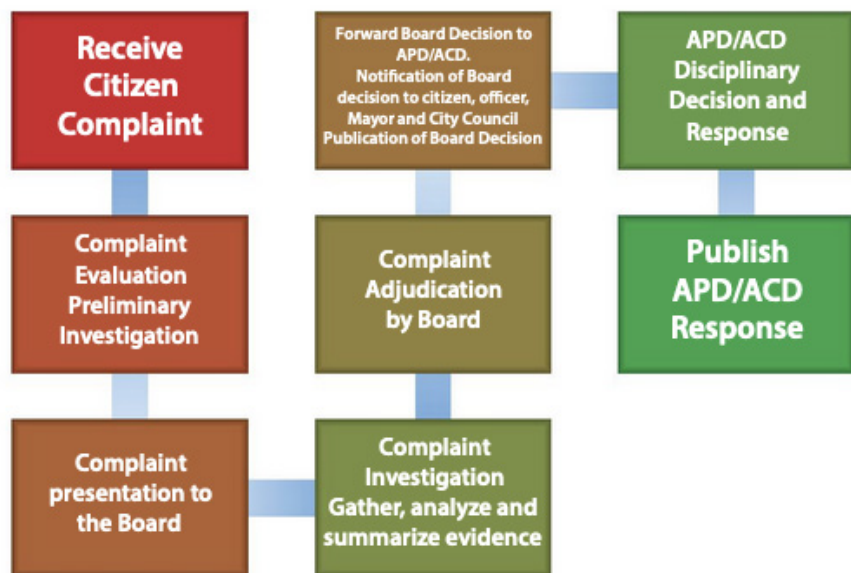 Receive
Citizen
Complaint
Complaint
Evaluation
Preliminary
Investigation
Complaint
presentation to
the Board
Complaint
Investigation
Gather, analyze and
summarize evidence
Complaint
Adjudication
by Board
Forward Board Decision to
APD/ACD.
Notification of Board
decision to citizen, officer,
Mayor and City Council
Publication of Board Decision
APD/ACD
Disciplinary
Decision and
Response
Publish
APD/ACD
Response